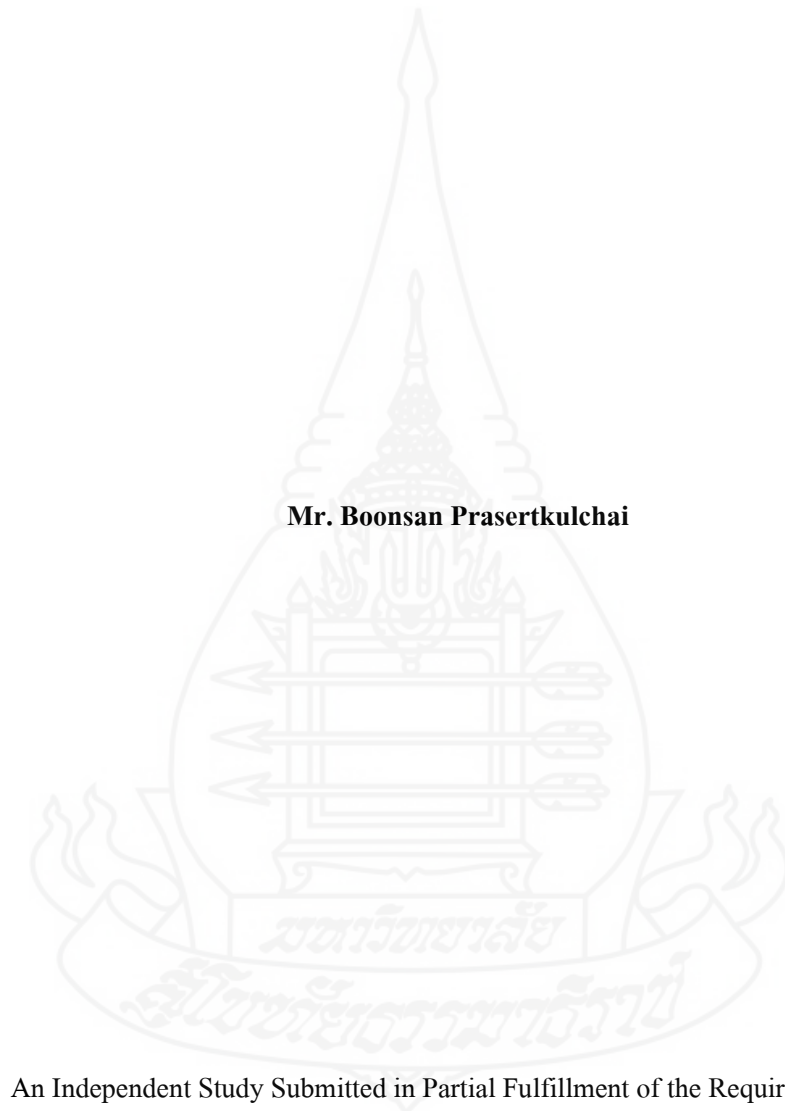 Mr. Boonsan Prasertkulchai
มหาวิทยาลัย
สุโขทัยธรรมาธิราช
An Independent Study Submitted in Partial Fulfillment of the Requir